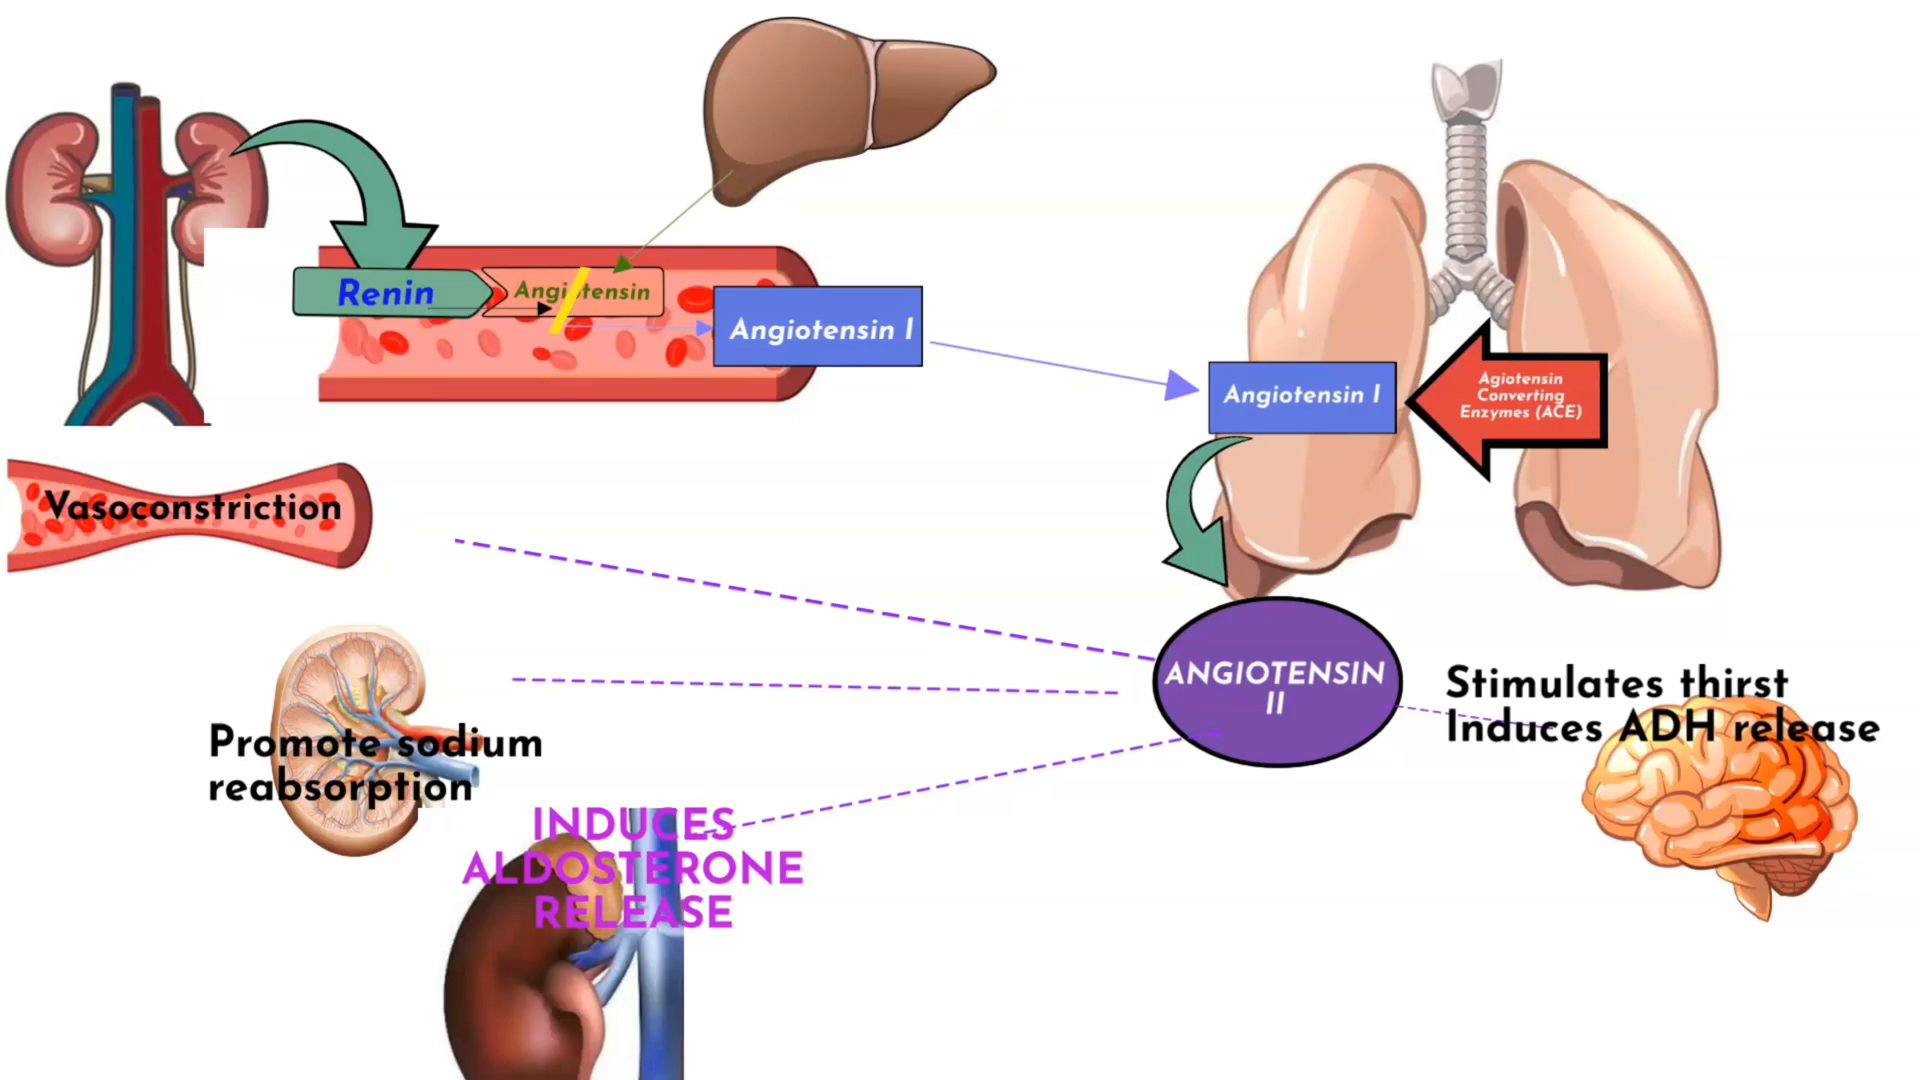 Renin
Angiotensin
Angiotensin I
Angiotensin I
Agiotensin
Converting
Enzymes (ACE)
Vasoconstriction
ANGIOTENSIN
II
Stimulates thirst
Induces ADH release
Promote sodium
reabsorption
INDUCES
ALDOSTERONE
RELEASE